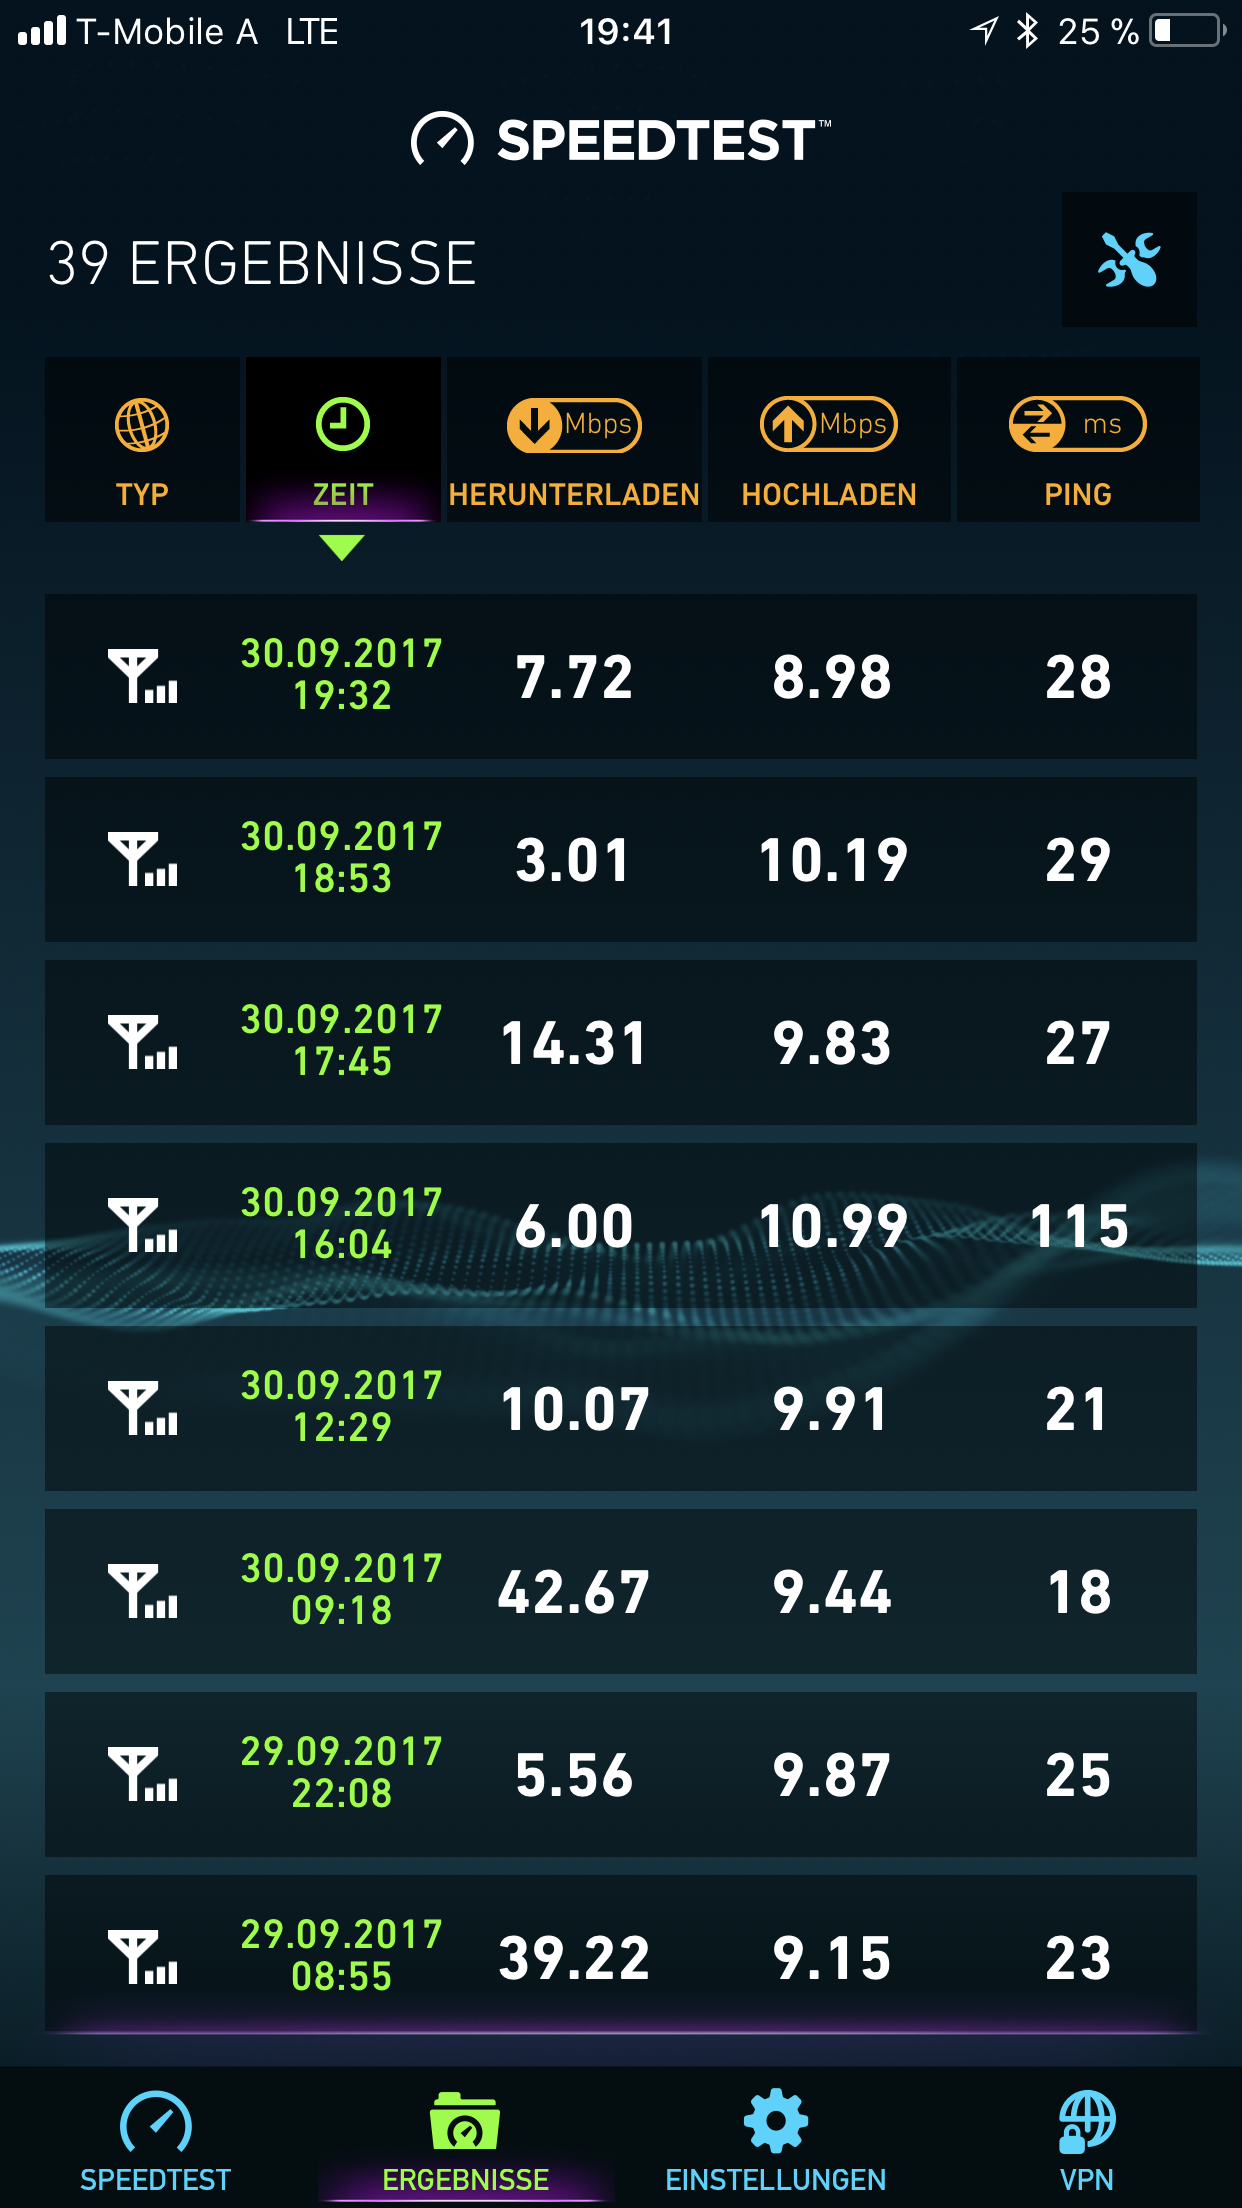 T-Mobile A LTE 19:41 25 %
SPEEDTEST™
39 ERGEBNISSE
Mbps Mbps ms
TYP ZEIT HERUNTERLADEN HOCHLADEN PING
30.09.2017 19:32 7.72 8.98 28
30.09.2017 18:53 3.01 10.19 29
30.09.2017 17:45 14.31 9.83 27
30.09.2017 16:04 6.00 10.99 115
30.09.2017 12:29 10.07 9.91 21
30.09.2017 09:18 42.67 9.44 18
29.09.2017 22:08 5.56 9.87 25
29.09.2017 08:55 39.22 9.15 23
SPEEDTEST ERGEBNISSE EINSTELLUNGEN VPN